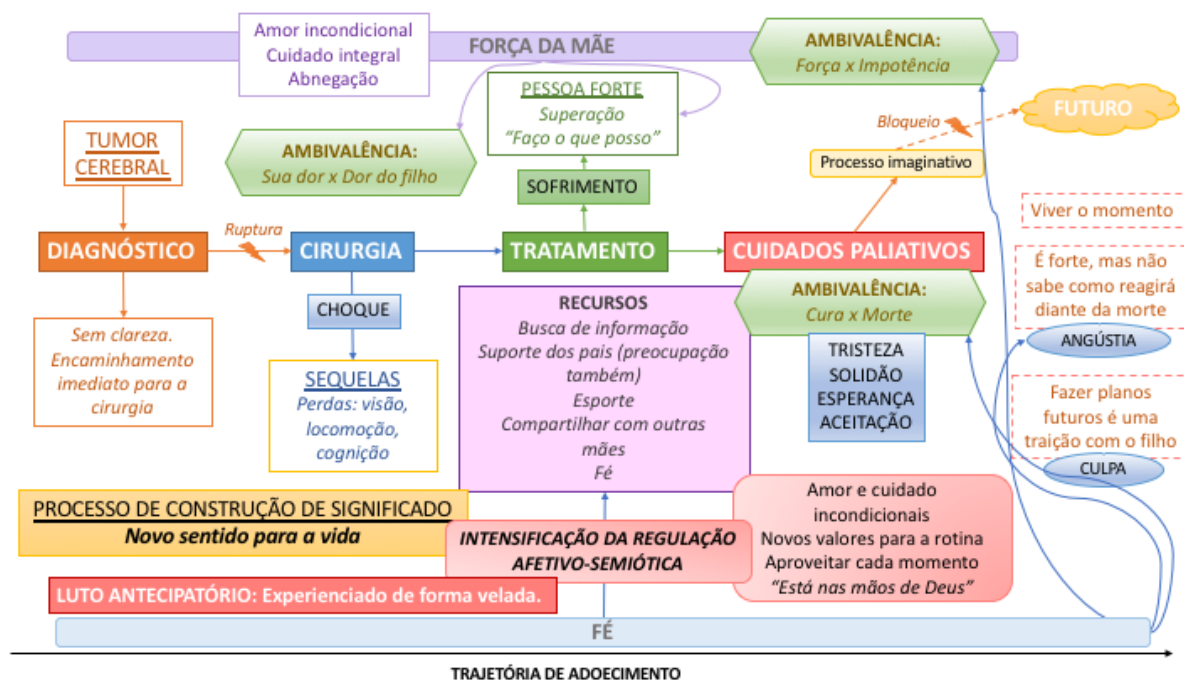 Amor incondicional
Cuidado integral
Abnegação
FORÇA DA MÃE
AMBIVALÊNCIA:
Força x Impotência
PESSOA FORTE
Superação
“Faço o que posso”
FUTURO
Bloqueio
TUMOR
CEREBRAL
AMBIVALÊNCIA:
Sua dor x Dor do filho
Processo imaginativo
SOFRIMENTO
Viver o momento
DIAGNÓSTICO
Ruptura
CIRURGIA
TRATAMENTO
CUIDADOS PALIATIVOS
É forte, mas não
sabe como reagirá
diante da morte
ANGÚSTIA
CHOQUE
RECURSOS
Busca de informação
Suporte dos pais (preocupação
também)
Esporte
Compartilhar com outras
mães
Fé
AMBIVALÊNCIA:
Cura x Morte
TRISTEZA
SOLIDÃO
ESPERANÇA
ACEITAÇÃO
Sem clareza.
Encaminhamento
imediato para a
cirurgia
SEQUELAS
Perdas: visão,
locomoção,
cognição
Fazer planos
futuros é uma
traição com o filho
CULPA
PROCESSO DE CONSTRUÇÃO DE SIGNIFICADO
Novo sentido para a vida
INTENSIFICAÇÃO DA REGULAÇÃO
AFETIVO-SEMIÓTICA
Amor e cuidado
incondicionais
Novos valores para a rotina
Aproveitar cada momento
“Está nas mãos de Deus”
LUTO ANTECIPATÓRIO: Experienciado de forma velada.
FÉ
TRAJETÓRIA DE ADOECIMENTO